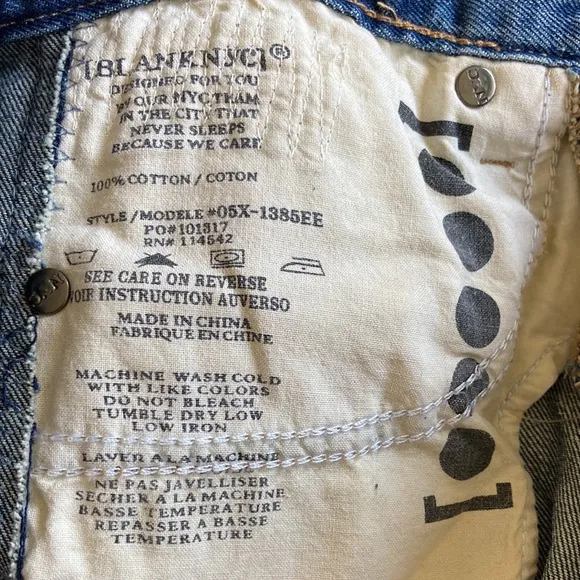 [BLANKNYC]®
DESIGNED FOR YOU
BY OUR NYC TEAM
IN THE CITY THAT
NEVER SLEEPS
BECAUSE WE CARE
100% COTTON / COTON
STYLE / MODELE #05X-1385EE
PO# 101317
RN# 114542
SEE CARE ON REVERSE
VOIR INSTRUCTION AUVERSO
MADE IN CHINA
FABRIQUE EN CHINE
MACHINE WASH COLD
WITH LIKE COLORS
DO NOT BLEACH
TUMBLE DRY LOW
LOW IRON
LAVER A LA MACHINE
NE PAS JAVELLISER
SÉCHER A LA MACHINE
BASSE TEMPERATURE
REPASSER A BASSE
TEMPERATURE